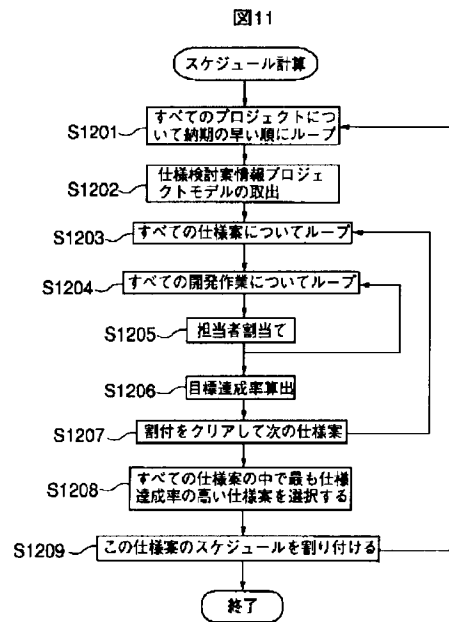 図11
スケジュール計算
S1201
すべてのプロジェクトにつ
いて納期の早い順にループ
S1202
仕様検討案情報プロジェ
クトモデルの取出
S1203
すべての仕様案についてループ
S1204
すべての開発作業についてループ
S1205
担当者割当て
S1206
目標達成率算出
S1207
割付をクリアして次の仕様案
S1208
すべての仕様案の中で最も仕様
達成率の高い仕様案を選択する
S1209
この仕様案のスケジュールを割り付ける
終了